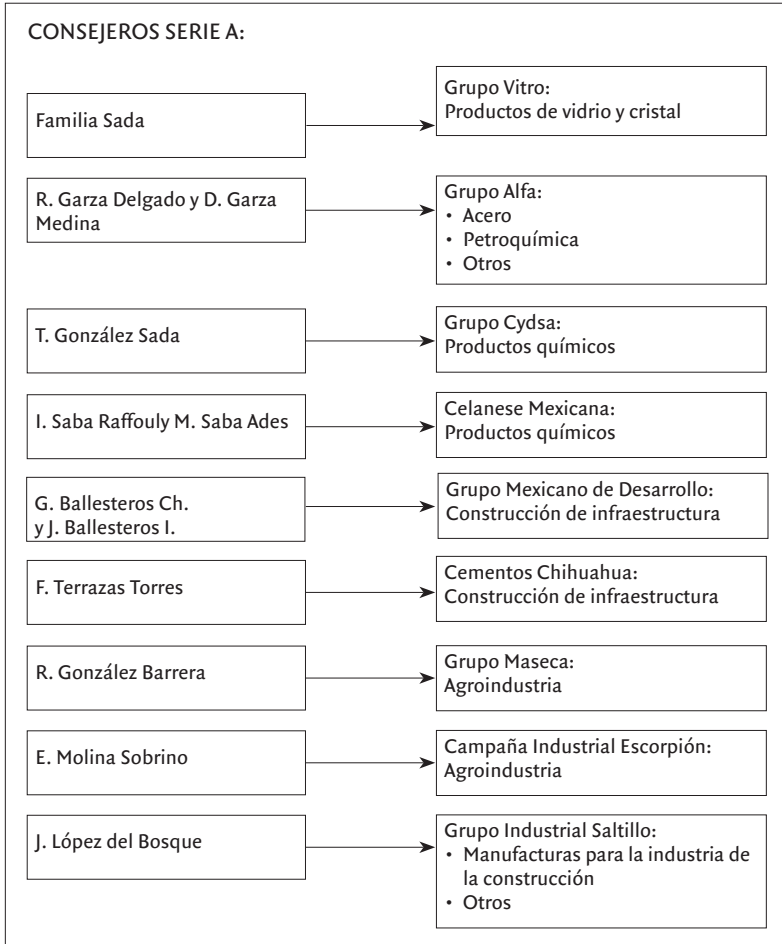 CONSEJEROS SERIE A:
Familia Sada
Grupo Vitro:
Productos de vidrio y cristal
R. Garza Delgado y D. Garza
Medina
Grupo Alfa:
• Acero
• Petroquímica
• Otros
T. González Sada
Grupo Cydsa:
Productos químicos
I. Saba Raffouly M. Saba Ades
Celanese Mexicana:
Productos químicos
G. Ballesteros Ch.
y J. Ballesteros I.
Grupo Mexicano de Desarrollo:
Construcción de infraestructura
F. Terrazas Torres
Cementos Chihuahua:
Construcción de infraestructura
R. González Barrera
Grupo Maseca:
Agroindustria
E. Molina Sobrino
Campaña Industrial Escorpión:
Agroindustria
J. López del Bosque
Grupo Industrial Saltillo:
• Manufacturas para la industria de
la construcción
• Otros